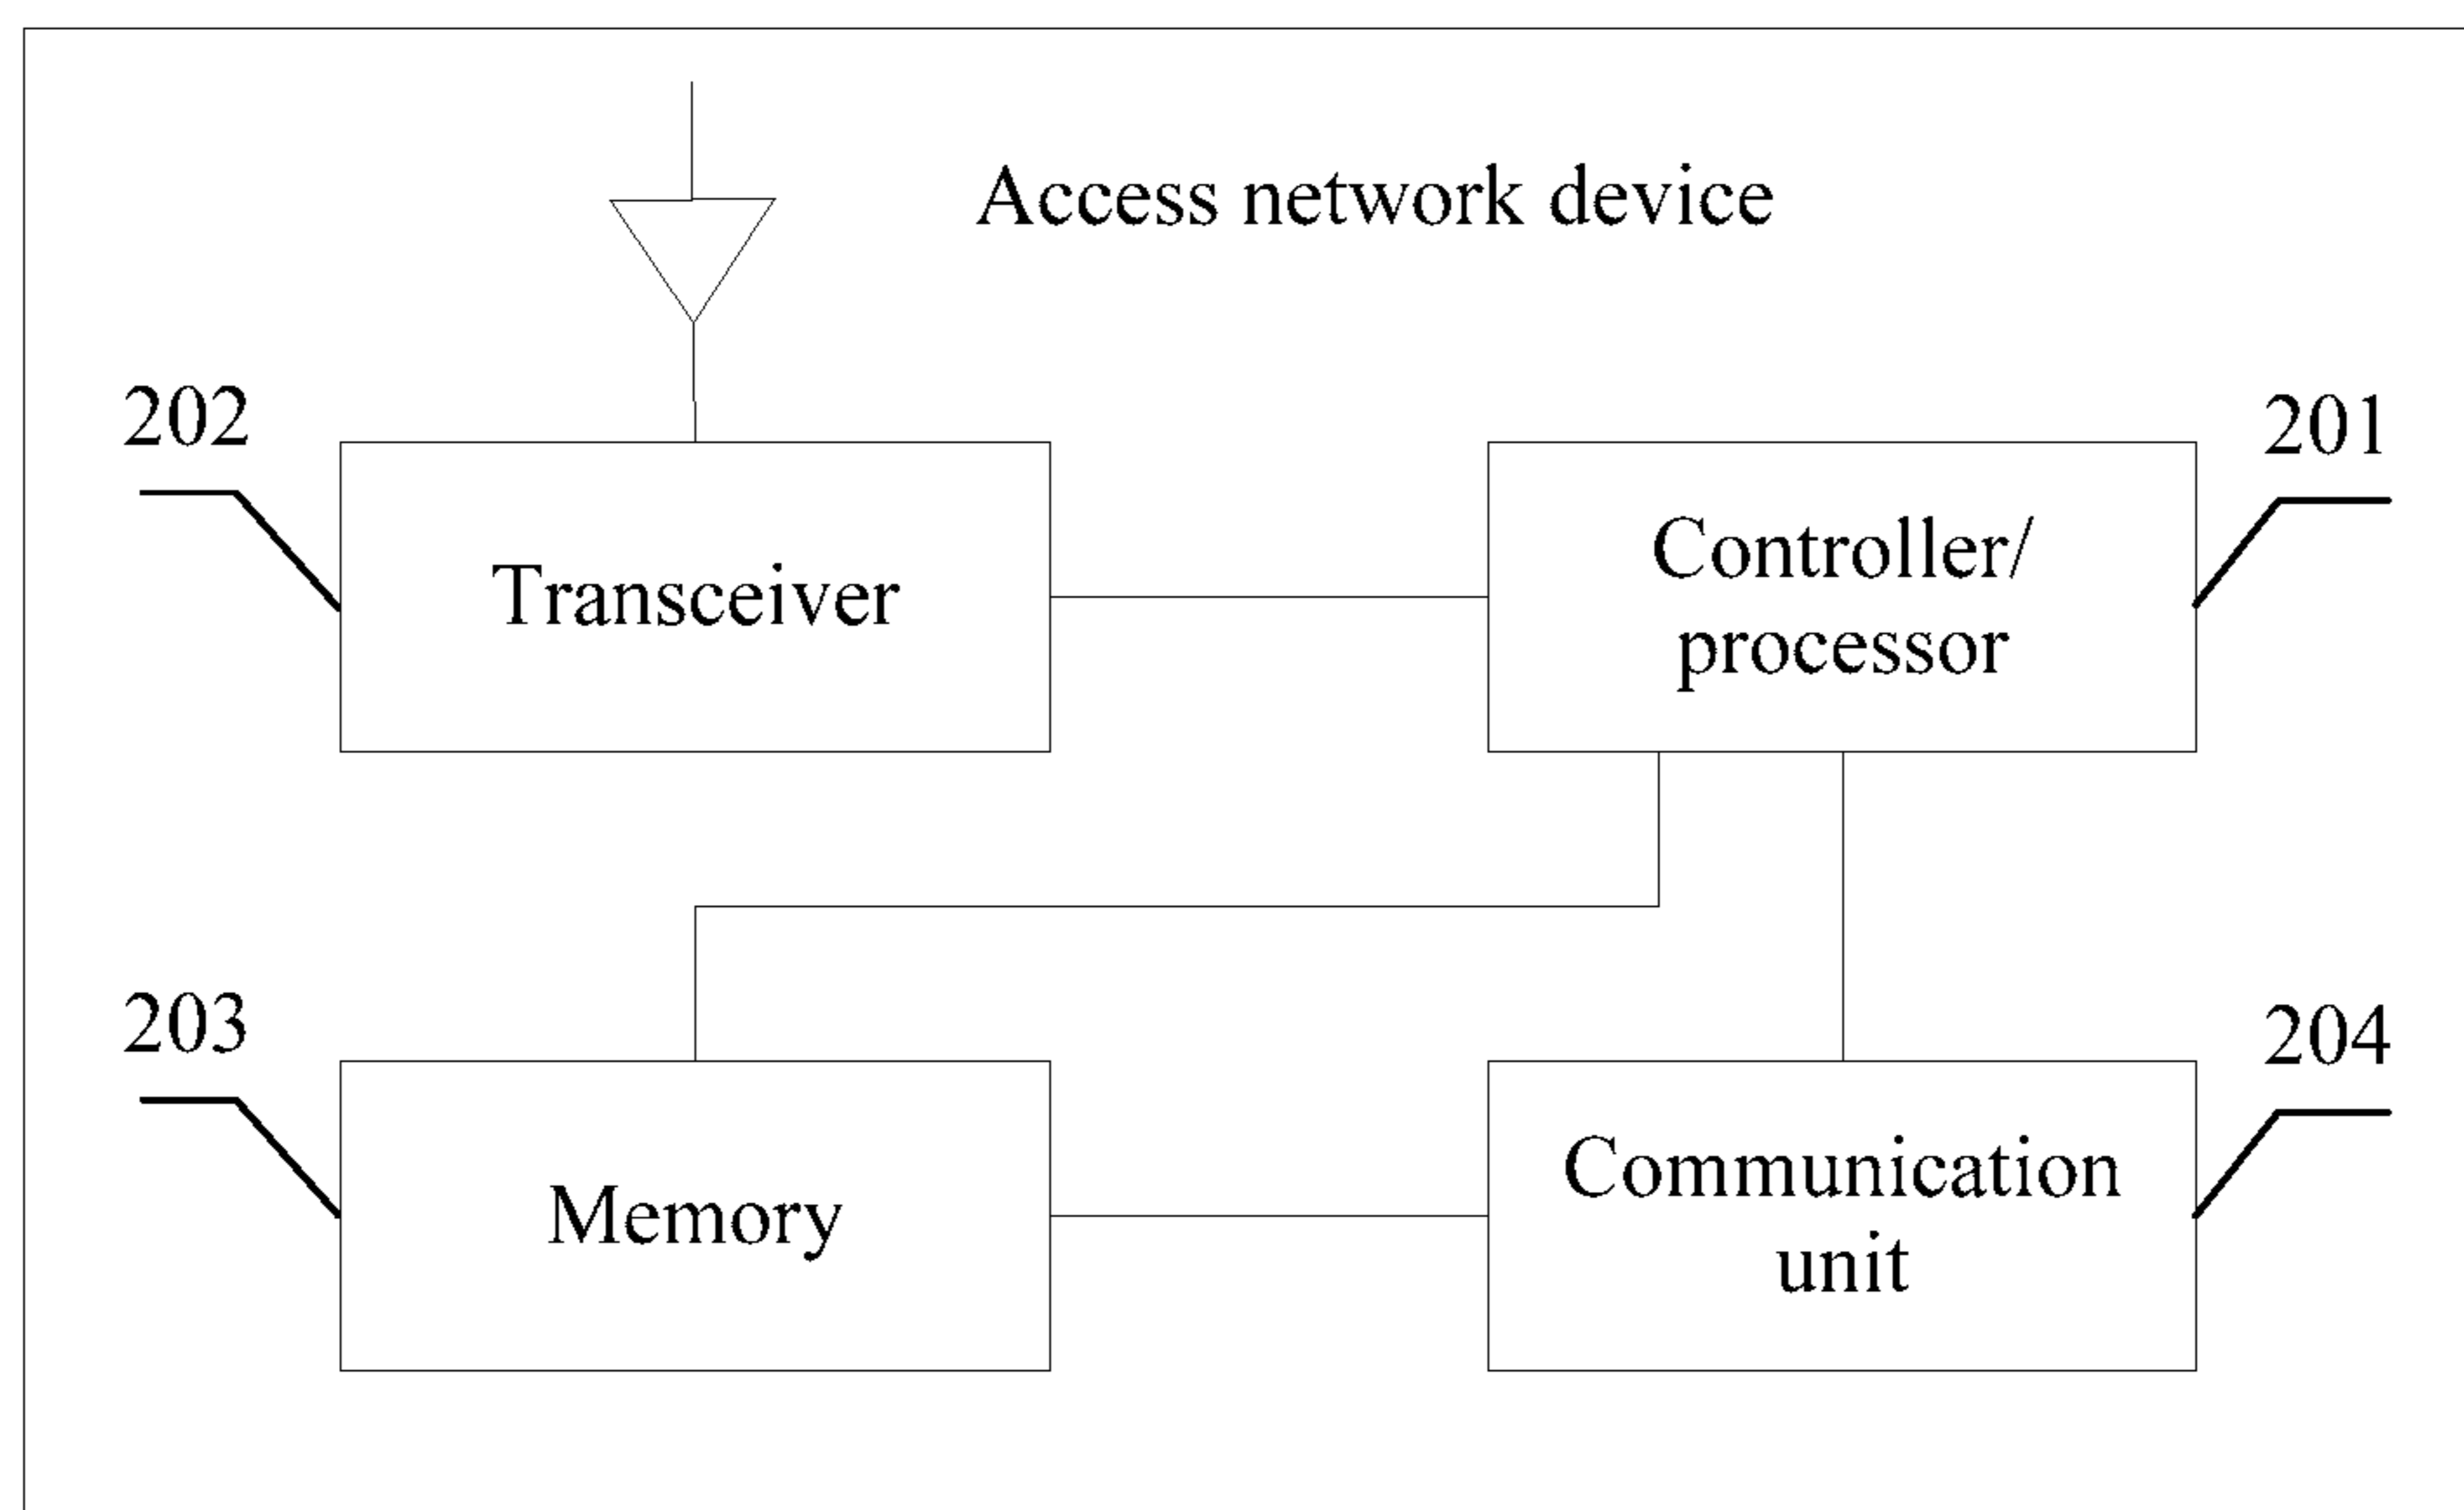 Access network device
202
201
Transceiver
Controller/
processor
203
204
Memory
Communication
unit